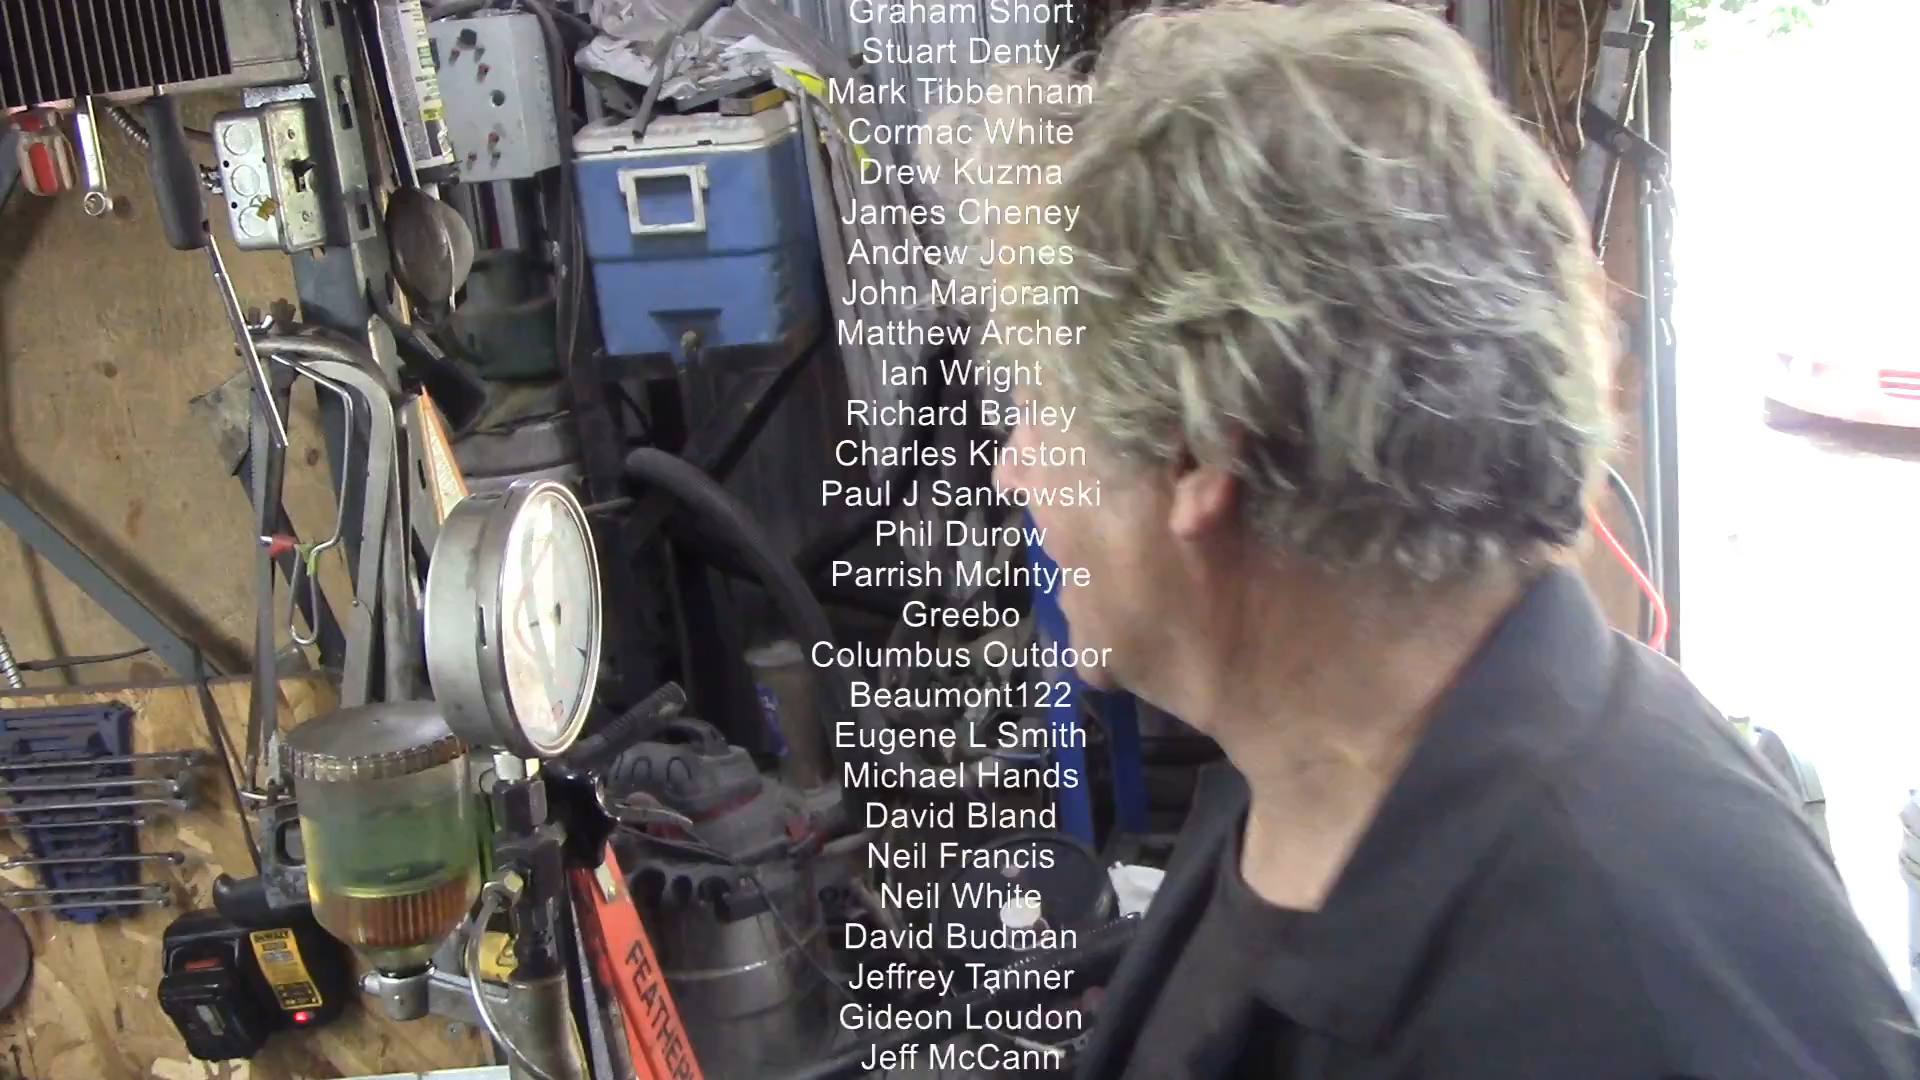 Graham Short
Stuart Denty
Mark Tibbenham
Cormac White
Drew Kuzma
James Cheney
Andrew Jones
John Marjoram
Matthew Archer
Ian Wright
Richard Bailey
Charles Kinston
Paul J Sankowski
Phil Durow
Parrish McIntyre
Greebo
Columbus Outdoor
Beaumont122
Eugene L Smith
Michael Hands
David Bland
Neil Francis
Neil White
David Budman
Jeffrey Tanner
Gideon Loudon
Jeff McCann
DEWALT